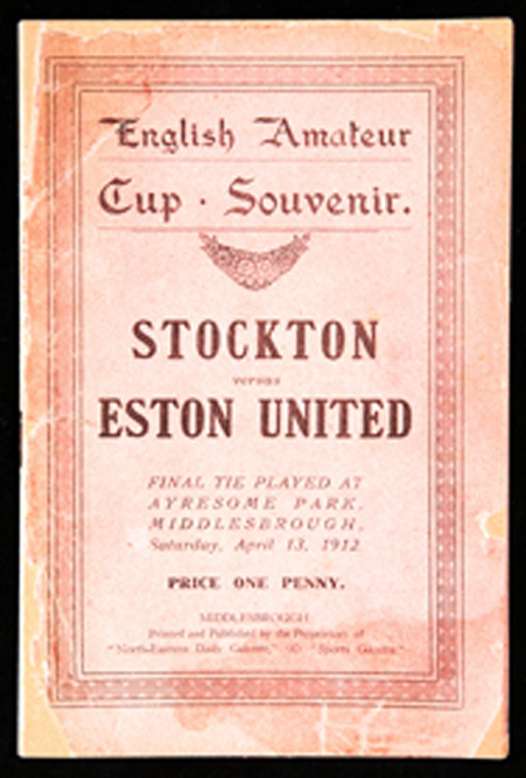 English Amateur
Cup · Souvenir.
STOCKTON
versus
ESTON UNITED
FINAL TIE PLAYED AT
AYRESOME PARK,
MIDDLESBROUGH,
Saturday, April 13, 1912
PRICE ONE PENNY.
MIDDLESBROUGH
Printed and Published by the Proprietors of
"North-Eastern Daily Gazette," "Sports Gazette."